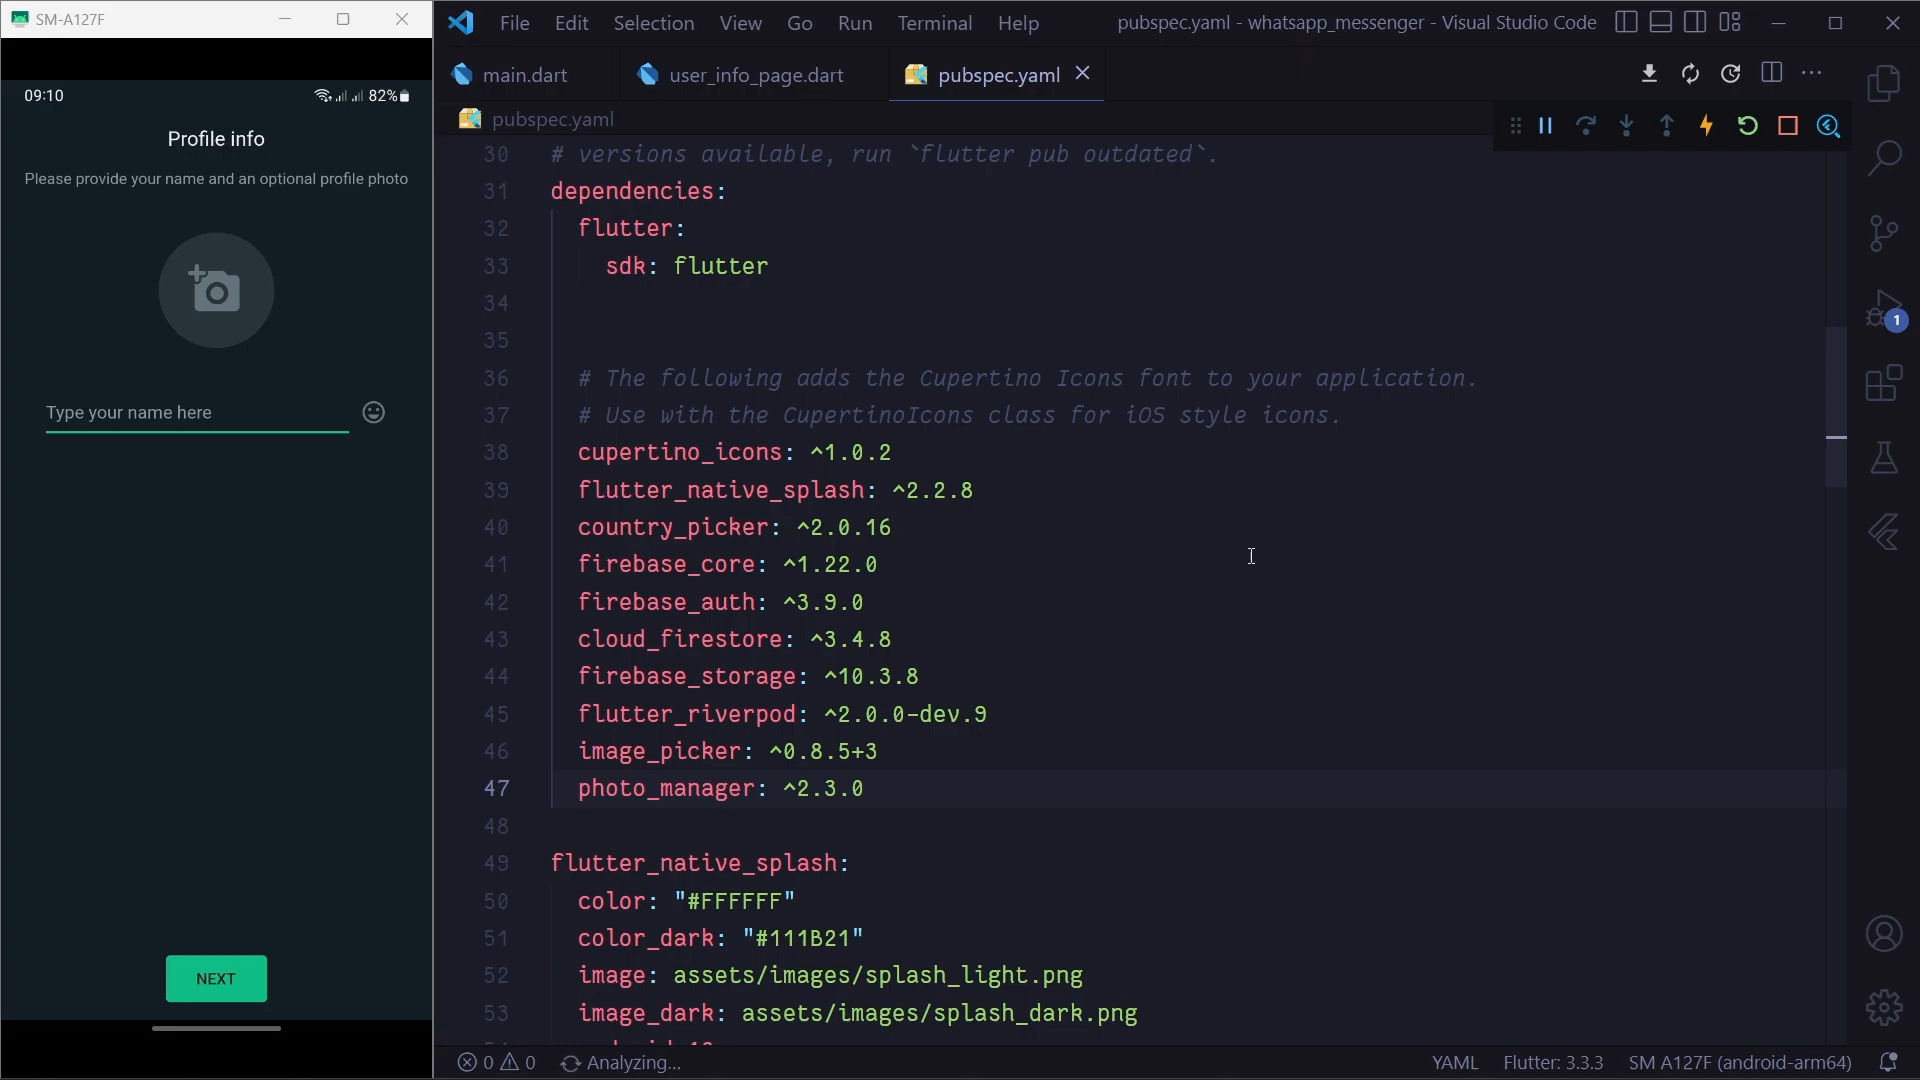 SM-A127F
09:10
82%
Profile info
Please provide your name and an optional profile photo
Type your name here
NEXT
File Edit Selection View Go Run Terminal Help
pubspec.yaml - whatsapp_messenger - Visual Studio Code
main.dart
user_info_page.dart
pubspec.yaml
pubspec.yaml
30 # versions available, run `flutter pub outdated`.
31 dependencies:
32 flutter:
33 sdk: flutter
34
35
36 # The following adds the Cupertino Icons font to your application.
37 # Use with the CupertinoIcons class for iOS style icons.
38 cupertino_icons: ^1.0.2
39 flutter_native_splash: ^2.2.8
40 country_picker: ^2.0.16
41 firebase_core: ^1.22.0
42 firebase_auth: ^3.9.0
43 cloud_firestore: ^3.4.8
44 firebase_storage: ^10.3.8
45 flutter_riverpod: ^2.0.0-dev.9
46 image_picker: ^0.8.5+3
47 photo_manager: ^2.3.0
48
49 flutter_native_splash:
50 color: "#FFFFFF"
51 color_dark: "#111B21"
52 image: assets/images/splash_light.png
53 image_dark: assets/images/splash_dark.png
1
0 0 Analyzing...
YAML Flutter: 3.3.3 SM A127F (android-arm64)